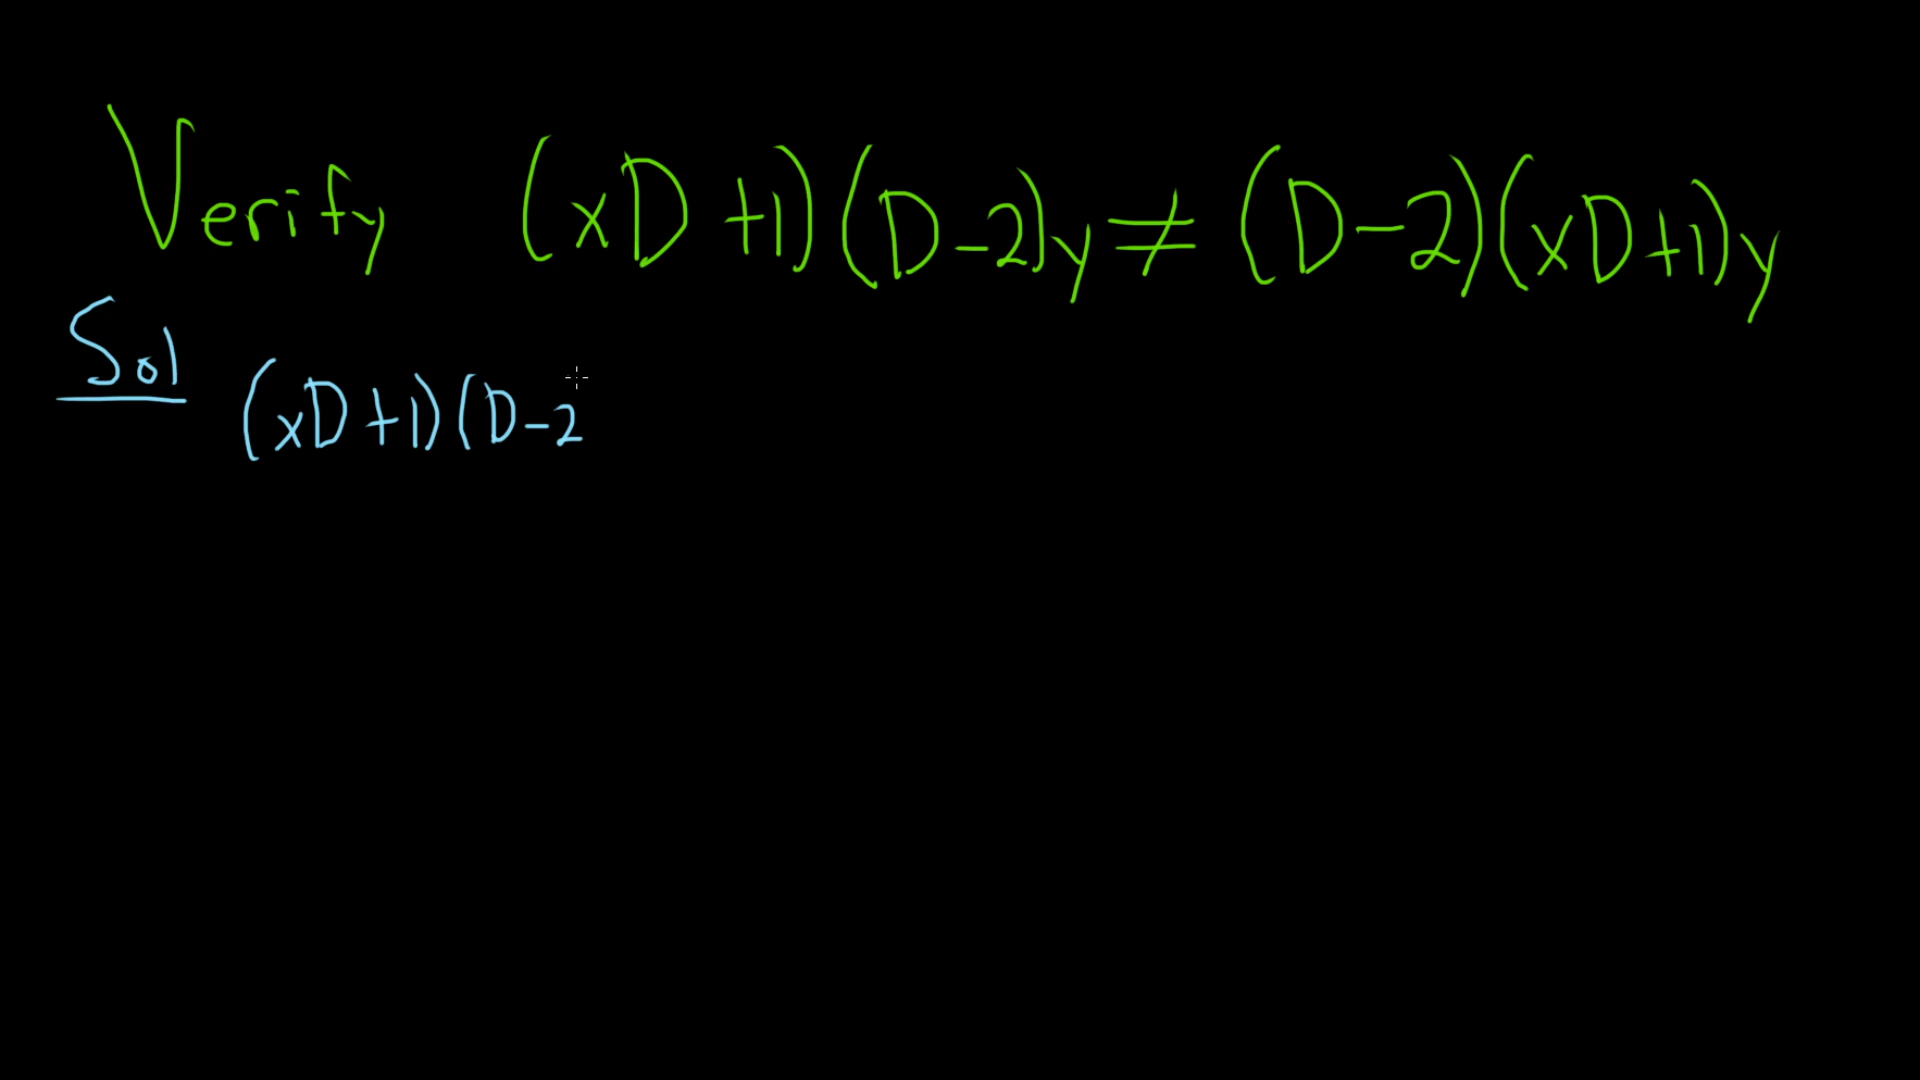 Verify (xD+1)(D-2)y≠(D-2)(xD+1)y
Sol (xD+1)(D-2